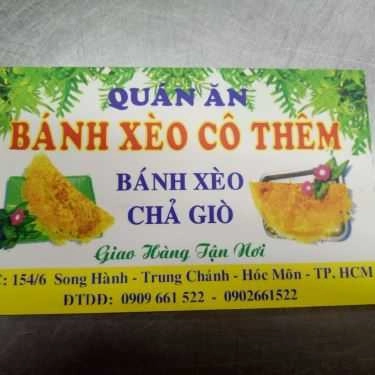 QUÁN ĂN
BÁNH XÈO CÔ THÊM
BÁNH XÈO
CHẢ GIÒ
Giao Hàng Tận Nơi
C: 154/6 Song Hành - Trung Chánh - Hóc Môn - TP. HCM
ĐTDĐ: 0909 661 522 - 0902661522